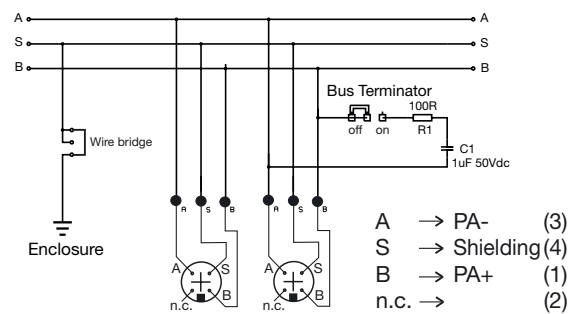 A A
S S
B B
Bus Terminator
100R
off on R1
C1
1uF 50Vdc
Wire bridge
Enclosure
A S B A S B
A S A S
B B
n.c. n.c.
A → PA- (3)
S → Shielding (4)
B → PA+ (1)
n.c. → (2)